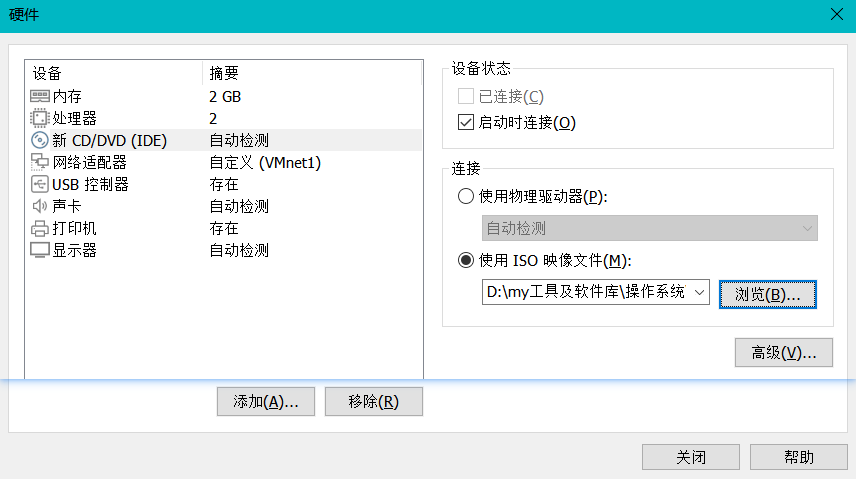 硬件
设备 摘要
内存 2 GB
处理器 2
新 CD/DVD (IDE) 自动检测
网络适配器 自定义 (VMnet1)
USB 控制器 存在
声卡 自动检测
打印机 存在
显示器 自动检测
添加(A)... 移除(R)
设备状态
已连接(C)
启动时连接(O)
连接
使用物理驱动器(P):
自动检测
使用 ISO 映像文件(M):
D:\my工具及软件库\操作系统 浏览(B)...
高级(V)...
关闭 帮助